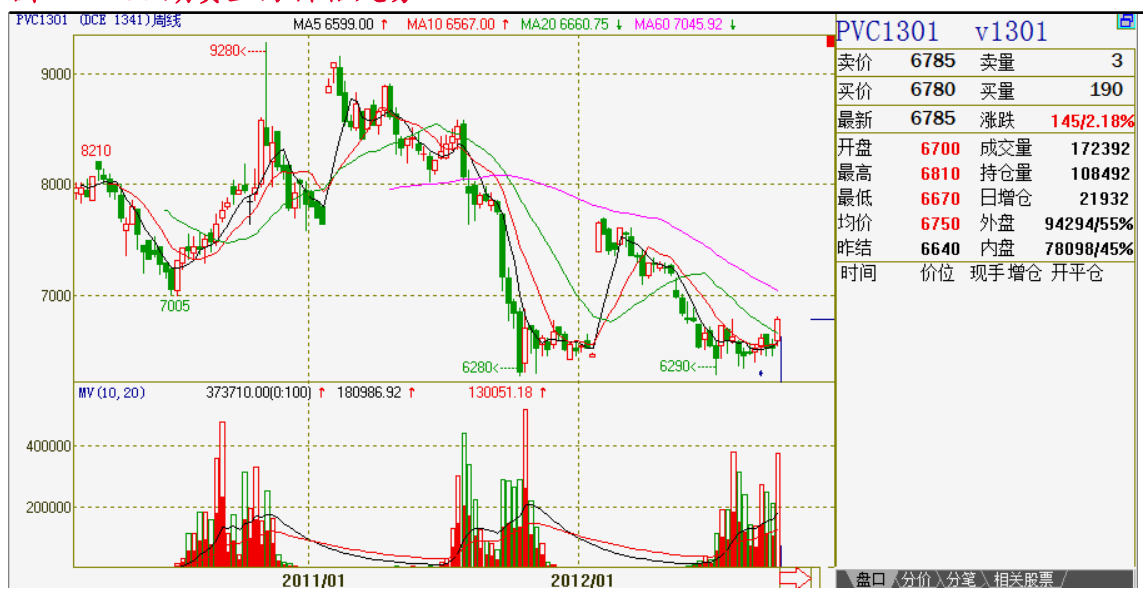 PVC1301 (DCE 1341)周线 MA5 6599.00 ↑ MA10 6567.00 ↑ MA20 6660.75 ↓ MA60 7045.92 ↓
9280<
9000
8210
8000
7005
7000
6280<
6290<
MV(10,20) 373710.00(0:100) ↑ 180986.92 ↑ 130051.18 ↑
400000
200000
2011/01 2012/01
PVC1301 v1301
卖价 6785 卖量 3
买价 6780 买量 190
最新 6785 涨跌 145/2.18%
开盘 6700 成交量 172392
最高 6810 持仓量 108492
最低 6670 日增仓 21932
均价 6750 外盘 94294/55%
昨结 6640 内盘 78098/45%
时间 价位 现手 增仓 开平仓
盘口 分价 分笔 相关股票